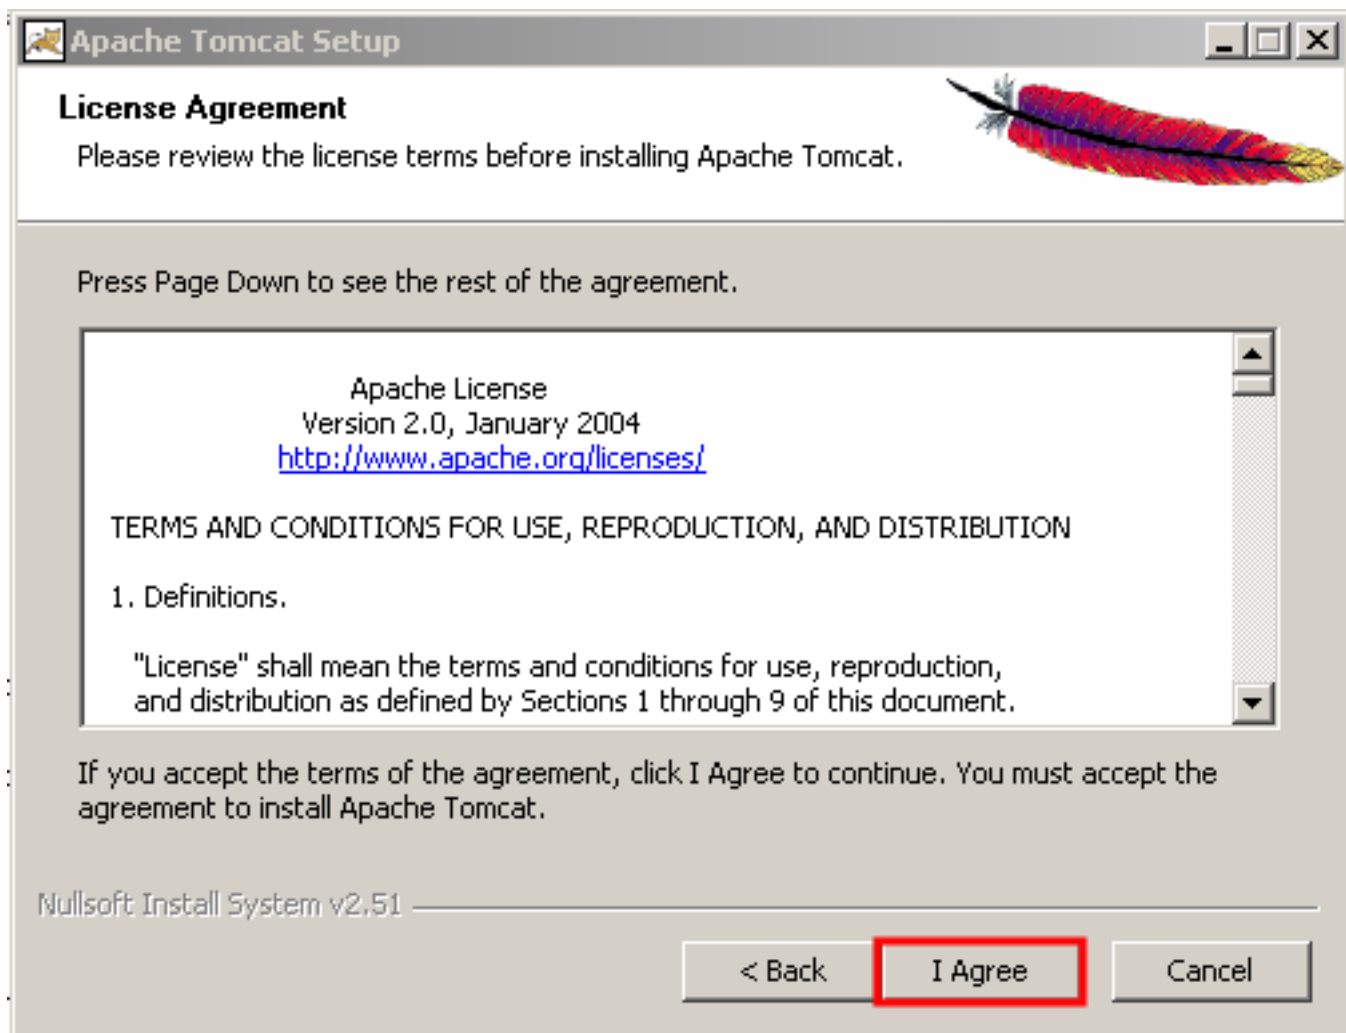 Apache Tomcat Setup
License Agreement
Please review the license terms before installing Apache Tomcat.
Press Page Down to see the rest of the agreement.
Apache License
Version 2.0, January 2004
http://www.apache.org/licenses/
TERMS AND CONDITIONS FOR USE, REPRODUCTION, AND DISTRIBUTION
1. Definitions.
"License" shall mean the terms and conditions for use, reproduction,
and distribution as defined by Sections 1 through 9 of this document.
If you accept the terms of the agreement, click I Agree to continue. You must accept the
agreement to install Apache Tomcat.
Nullsoft Install System v2.51
< Back I Agree Cancel